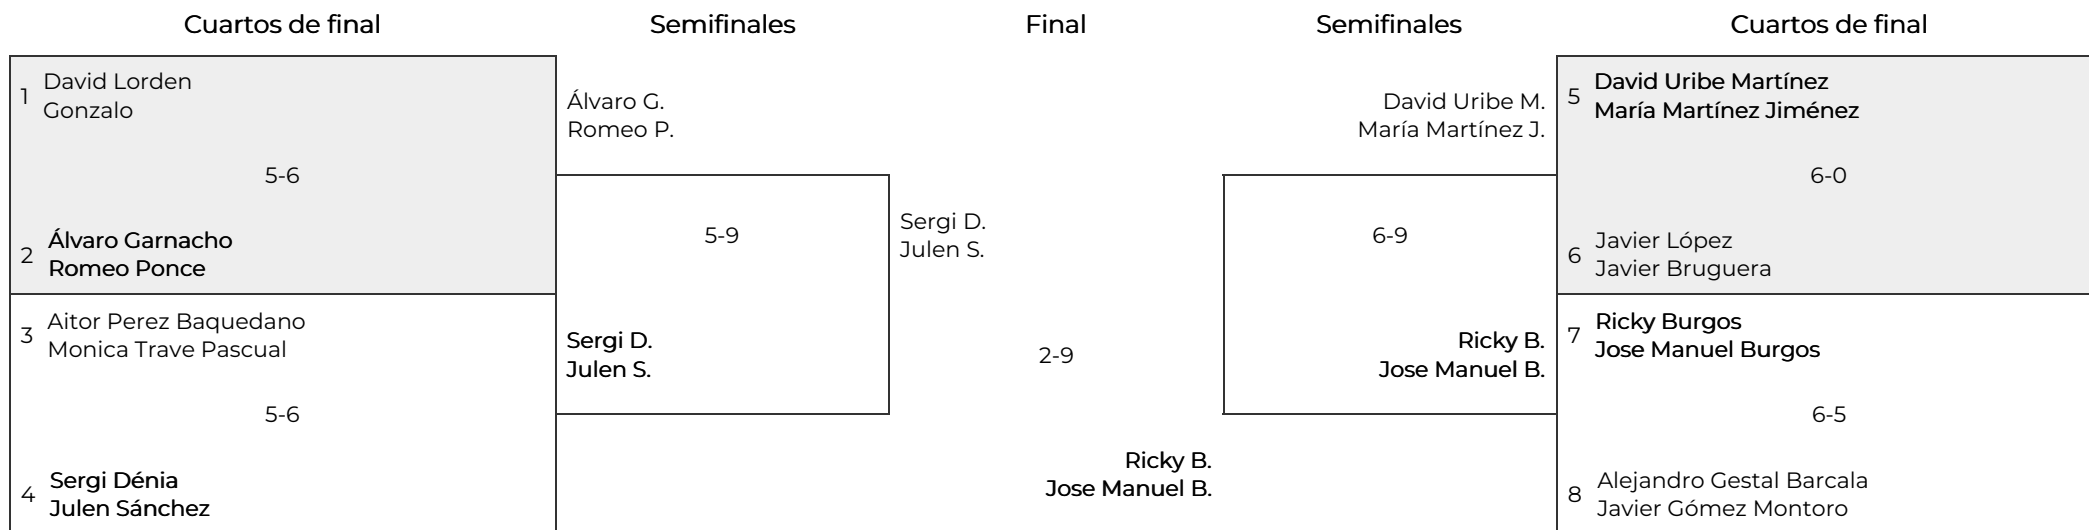 Cuartos de final
Semifinales
Final
Semifinales
Cuartos de final
1
David Lorden
Gonzalo
5-6
2
Álvaro Garnacho
Romeo Ponce
3
Aitor Perez Baquedano
Monica Trave Pascual
5-6
4
Sergi Dénia
Julen Sánchez
Álvaro G.
Romeo P.
5-9
Sergi D.
Julen S.
Sergi D.
Julen S.
2-9
Ricky B.
Jose Manuel B.
David Uribe M.
María Martínez J.
6-9
Ricky B.
Jose Manuel B.
5
David Uribe Martínez
María Martínez Jiménez
6-0
6
Javier López
Javier Bruguera
7
Ricky Burgos
Jose Manuel Burgos
6-5
8
Alejandro Gestal Barcala
Javier Gómez Montoro